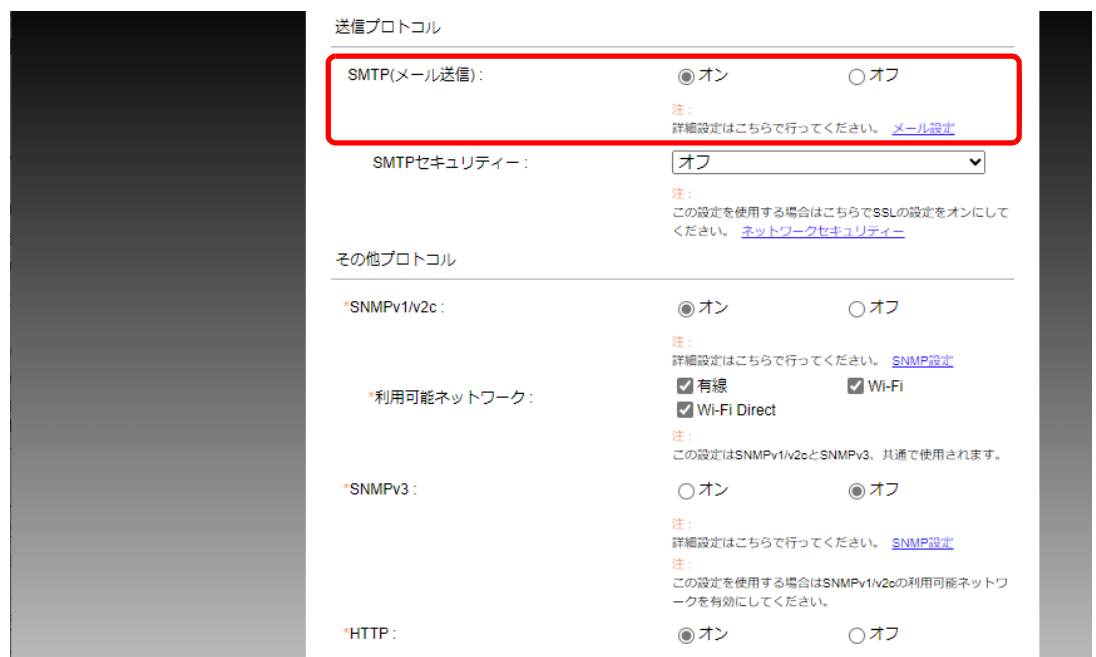 送信プロトコル
SMTP(メール送信) : オン オフ
注 :
詳細設定はこちらで行ってください。 メール設定
SMTPセキュリティー : オフ
注 :
この設定を使用する場合はこちらでSSLの設定をオンにして
ください。 ネットワークセキュリティー
その他プロトコル
*SNMPv1/v2c : オン オフ
注 :
詳細設定はこちらで行ってください。 SNMP設定
*利用可能ネットワーク : 有線 Wi-Fi
Wi-Fi Direct
注 :
この設定はSNMPv1/v2cとSNMPv3、共通で使用されます。
*SNMPv3 : オン オフ
注 :
詳細設定はこちらで行ってください。 SNMP設定
注 :
この設定を使用する場合はSNMPv1/v2cの利用可能ネットワ
ークを有効にしてください。
*HTTP : オン オフ